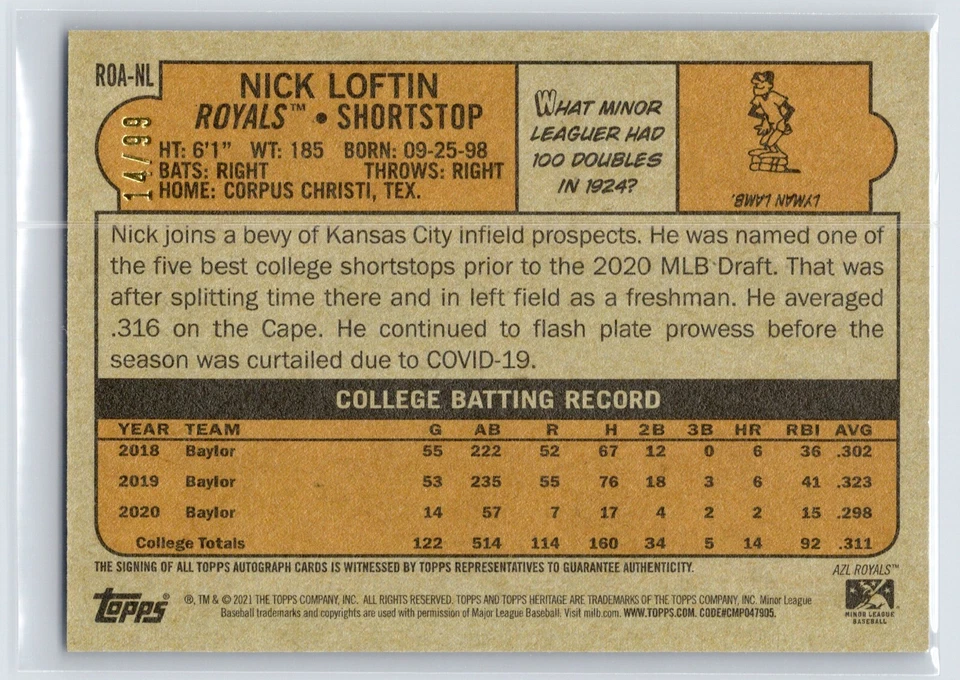 ROA-NL
14/99
NICK LOFTIN
ROYALS™ • SHORTSTOP
HT: 6'1" WT: 185 BORN: 09-25-98
BATS: RIGHT THROWS: RIGHT
HOME: CORPUS CHRISTI, TEX.
WHAT MINOR
LEAGUER HAD
100 DOUBLES
IN 1924?
LYMAN LAMB.
Nick joins a bevy of Kansas City infield prospects. He was named one of
the five best college shortstops prior to the 2020 MLB Draft. That was
after splitting time there and in left field as a freshman. He averaged
.316 on the Cape. He continued to flash plate prowess before the
season was curtailed due to COVID-19.
COLLEGE BATTING RECORD
YEAR TEAM G AB R H 2B 3B HR RBI AVG
2018 Baylor 55 222 52 67 12 0 6 36 .302
2019 Baylor 53 235 55 76 18 3 6 41 .323
2020 Baylor 14 57 7 17 4 2 2 15 .298
College Totals 122 514 114 160 34 5 14 92 .311
THE SIGNING OF ALL TOPPS AUTOGRAPH CARDS IS WITNESSED BY TOPPS REPRESENTATIVES TO GUARANTEE AUTHENTICITY.
AZL ROYALS™
topps®
®, TM & © 2021 THE TOPPS COMPANY, INC. ALL RIGHTS RESERVED. TOPPS AND TOPPS HERITAGE ARE TRADEMARKS OF THE TOPPS COMPANY, INC. Minor League
Baseball trademarks and copyrights are used with permission of Major League Baseball. Visit milb.com. WWW.TOPPS.COM. CODE#CMP047905.
MINOR LEAGUE
BASEBALL